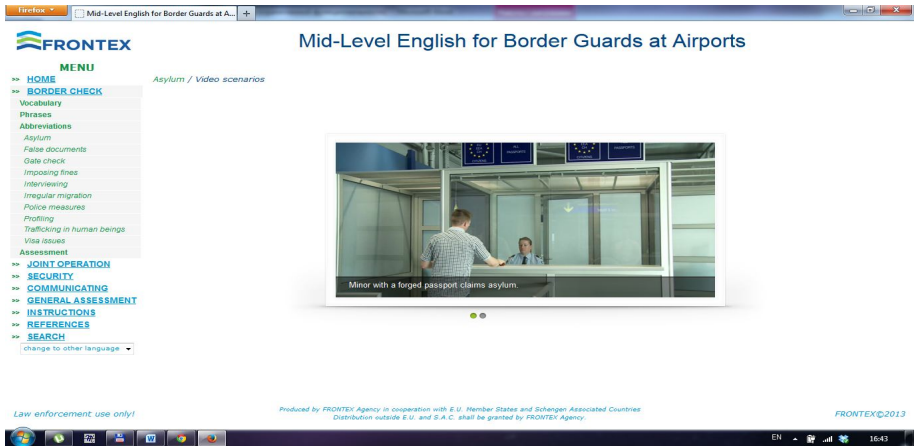 Firefox
Mid-Level English for Border Guards at A...
FRONTEX
Mid-Level English for Border Guards at Airports
MENU
>> HOME
Asylum / Video scenarios
>> BORDER CHECK
Vocabulary
Phrases
Abbreviations
Asylum
False documents
Gate check
Imposing fines
Interviewing
Irregular migration
Police measures
Profiling
Trafficking in human beings
Visa issues
Assessment
>> JOINT OPERATION
>> SECURITY
>> COMMUNICATING
>> GENERAL ASSESSMENT
>> INSTRUCTIONS
>> REFERENCES
>> SEARCH
change to other language
ALL
PASSPORTS
Minor with a forged passport claims asylum.
Law enforcement use only!
Produced by FRONTEX Agency in cooperation with E.U. Member States and Schengen Associated Countries
Distribution outside E.U. and S.A.C. shall be granted by FRONTEX Agency.
FRONTEX©2013
EN
16:43